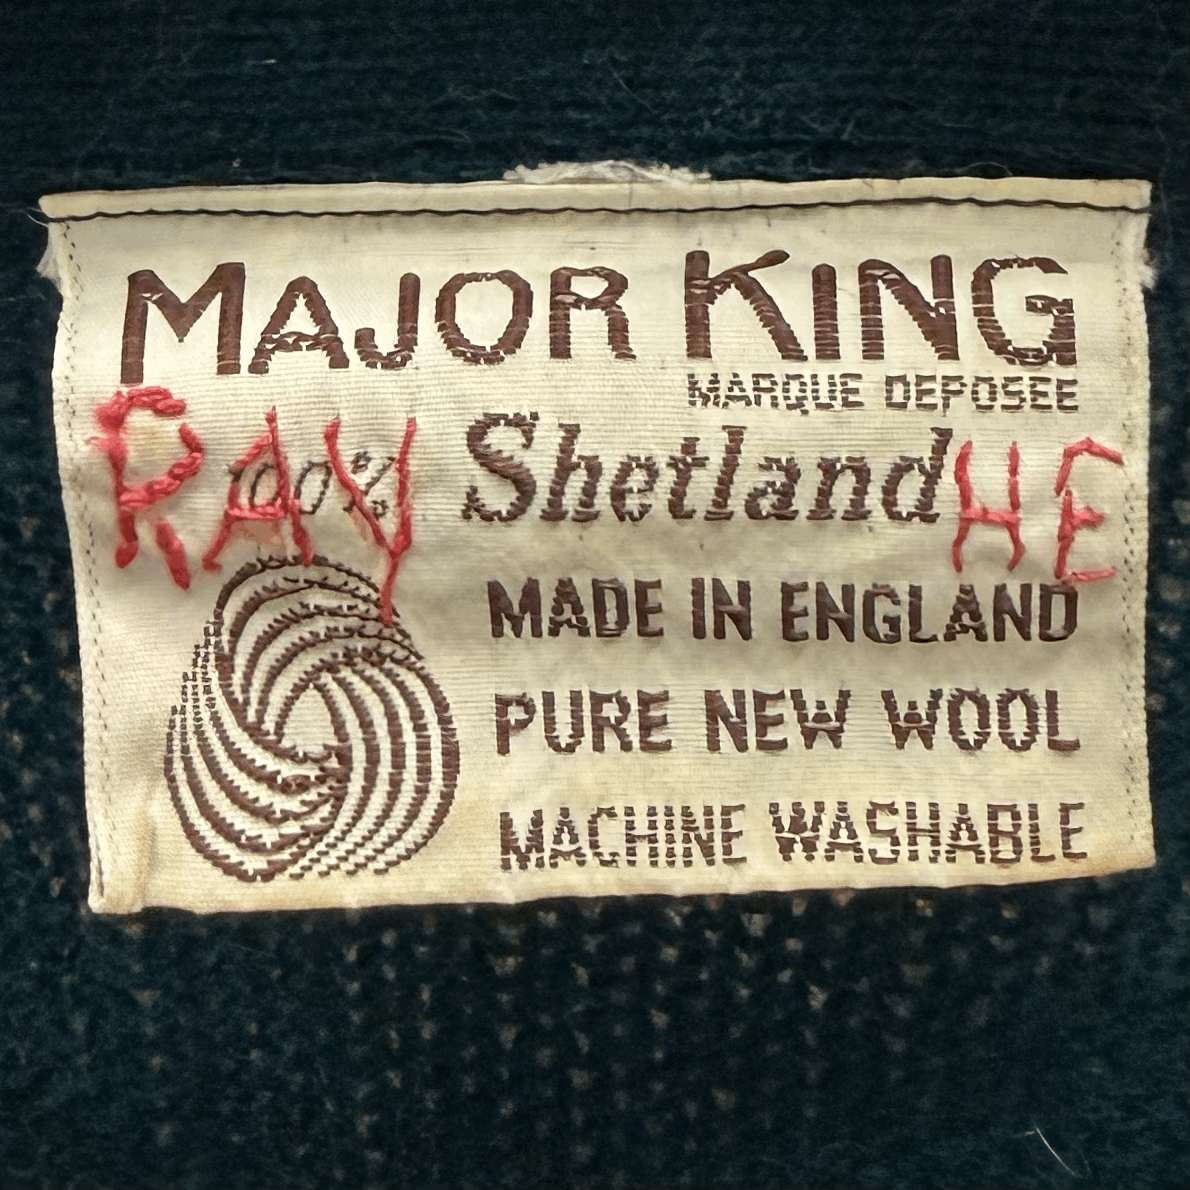 MAJOR KING
MARQUE DEPOSEE
RAY 100% Shetland HE
MADE IN ENGLAND
PURE NEW WOOL
MACHINE WASHABLE